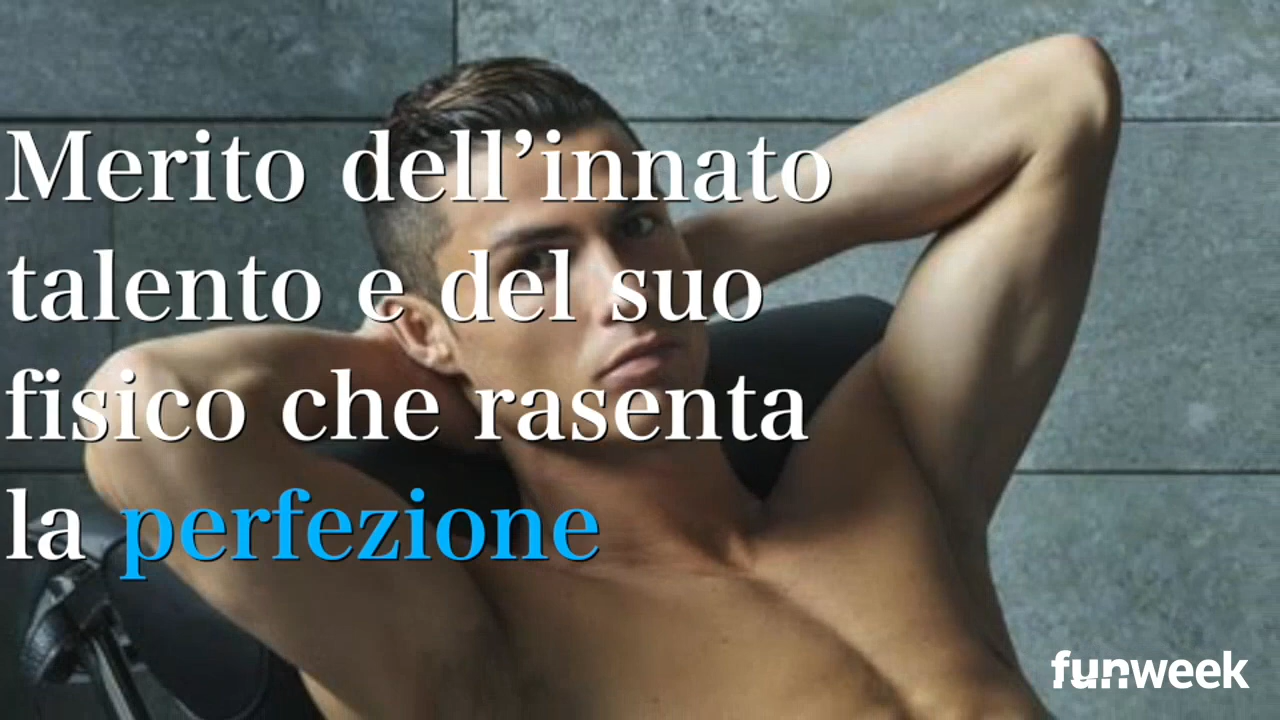 Merito dell’innato
talento e del suo
fisico che rasenta
la perfezione
funweek